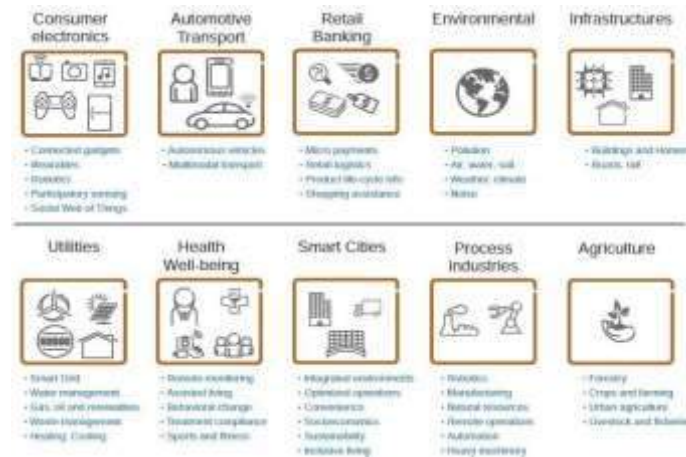 Consumer
electronics
Automotive
Transport
Retail
Banking
Environmental
Infrastructures
• Connected gadgets
• Wearables
• Robotics
• Participatory sensing
• Social Web of Things
• Autonomous vehicles
• Multimodal transport
• Micro payments
• Retail logistics
• Product life-cycle info
• Shopping assistance
• Pollution
• Air, water, soil
• Weather, climate
• Noise
• Buildings and Homes
• Roads, rail
Utilities
Health
Well-being
Smart Cities
Process
Industries
Agriculture
• Smart Grid
• Water management
• Gas, oil and renewables
• Waste management
• Heating, Cooling
• Remote monitoring
• Assisted living
• Behavioral change
• Treatment compliance
• Sports and fitness
• Integrated environments
• Optimized operations
• Convenience
• Socioeconomics
• Sustainability
• Inclusive living
• Robotics
• Manufacturing
• Natural resources
• Remote operations
• Automation
• Heavy machinery
• Forestry
• Crops and farming
• Urban agriculture
• Livestock and fisheries